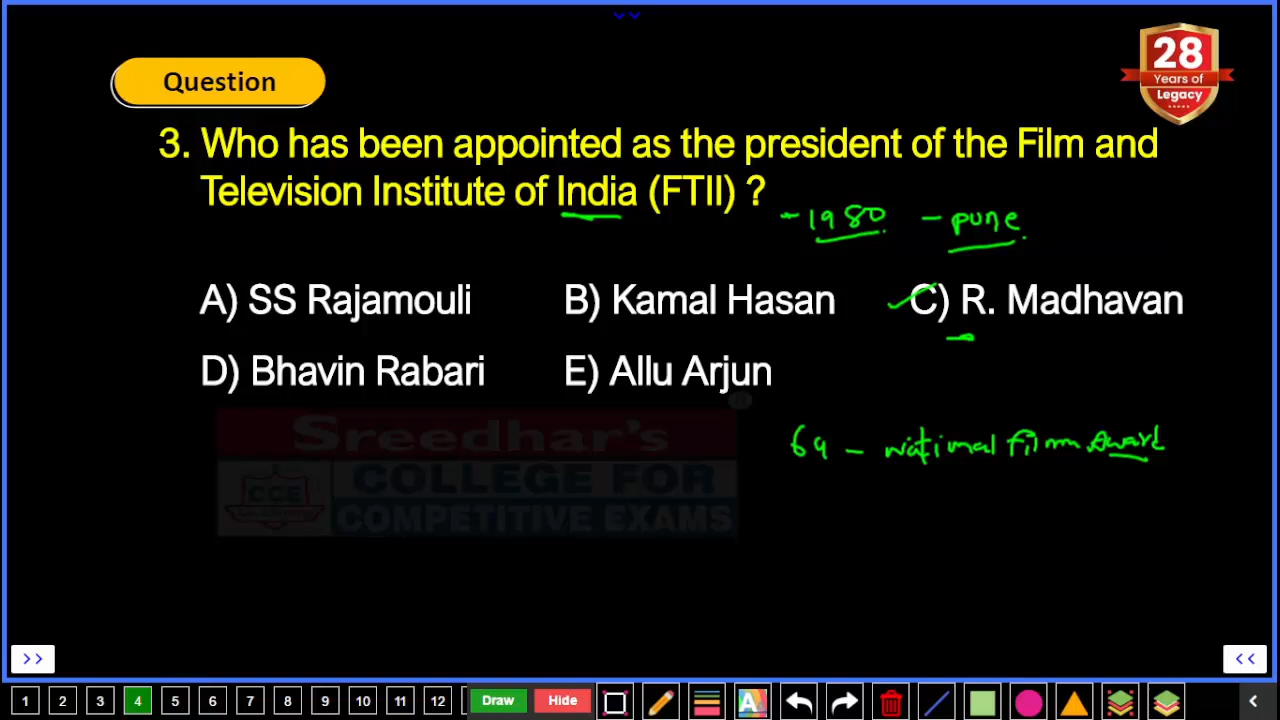 28
Years of
Legacy
Question
3. Who has been appointed as the president of the Film and
Television Institute of India (FTII) ?
- 1980 - pune
A) SS Rajamouli B) Kamal Hasan C) R. Madhavan
D) Bhavin Rabari E) Allu Arjun
69 - national film Award
Sreedhar's
CCE
COLLEGE FOR
COMPETITIVE EXAMS
>> <<
1 2 3 4 5 6 7 8 9 10 11 12 Draw Hide A